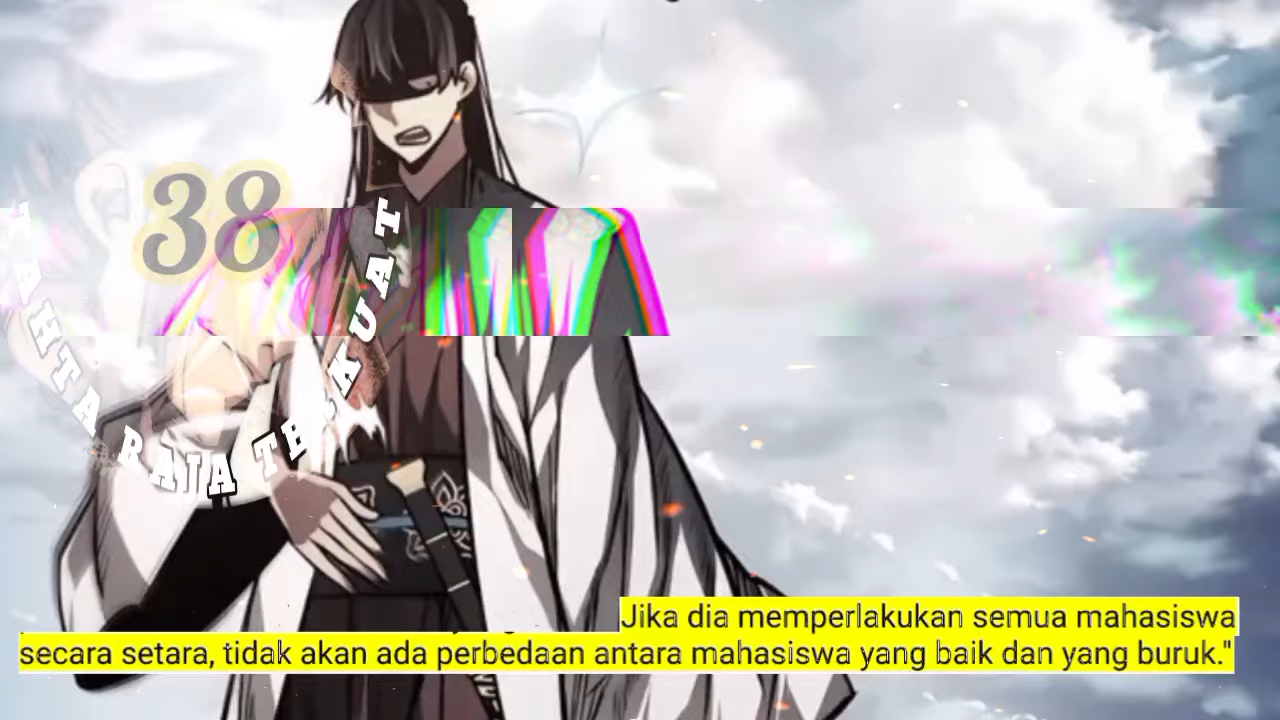 38
TAHTA RAJA TERKUAT
Jika dia memperlakukan semua mahasiswa
secara setara, tidak akan ada perbedaan antara mahasiswa yang baik dan yang buruk."